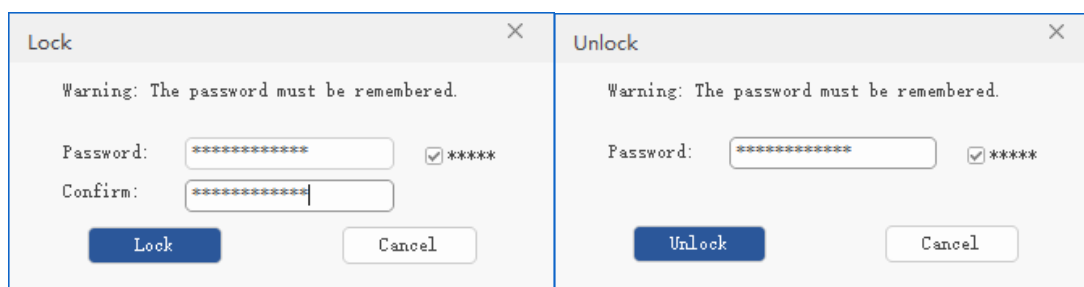 Lock
Warning: The password must be remembered.
Password: ************ *****
Confirm: ************
Lock Cancel
Unlock
Warning: The password must be remembered.
Password: ************ *****
Unlock Cancel